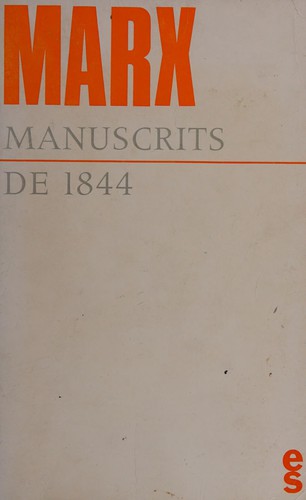 MARX
MANUSCRITS
DE 1844
es